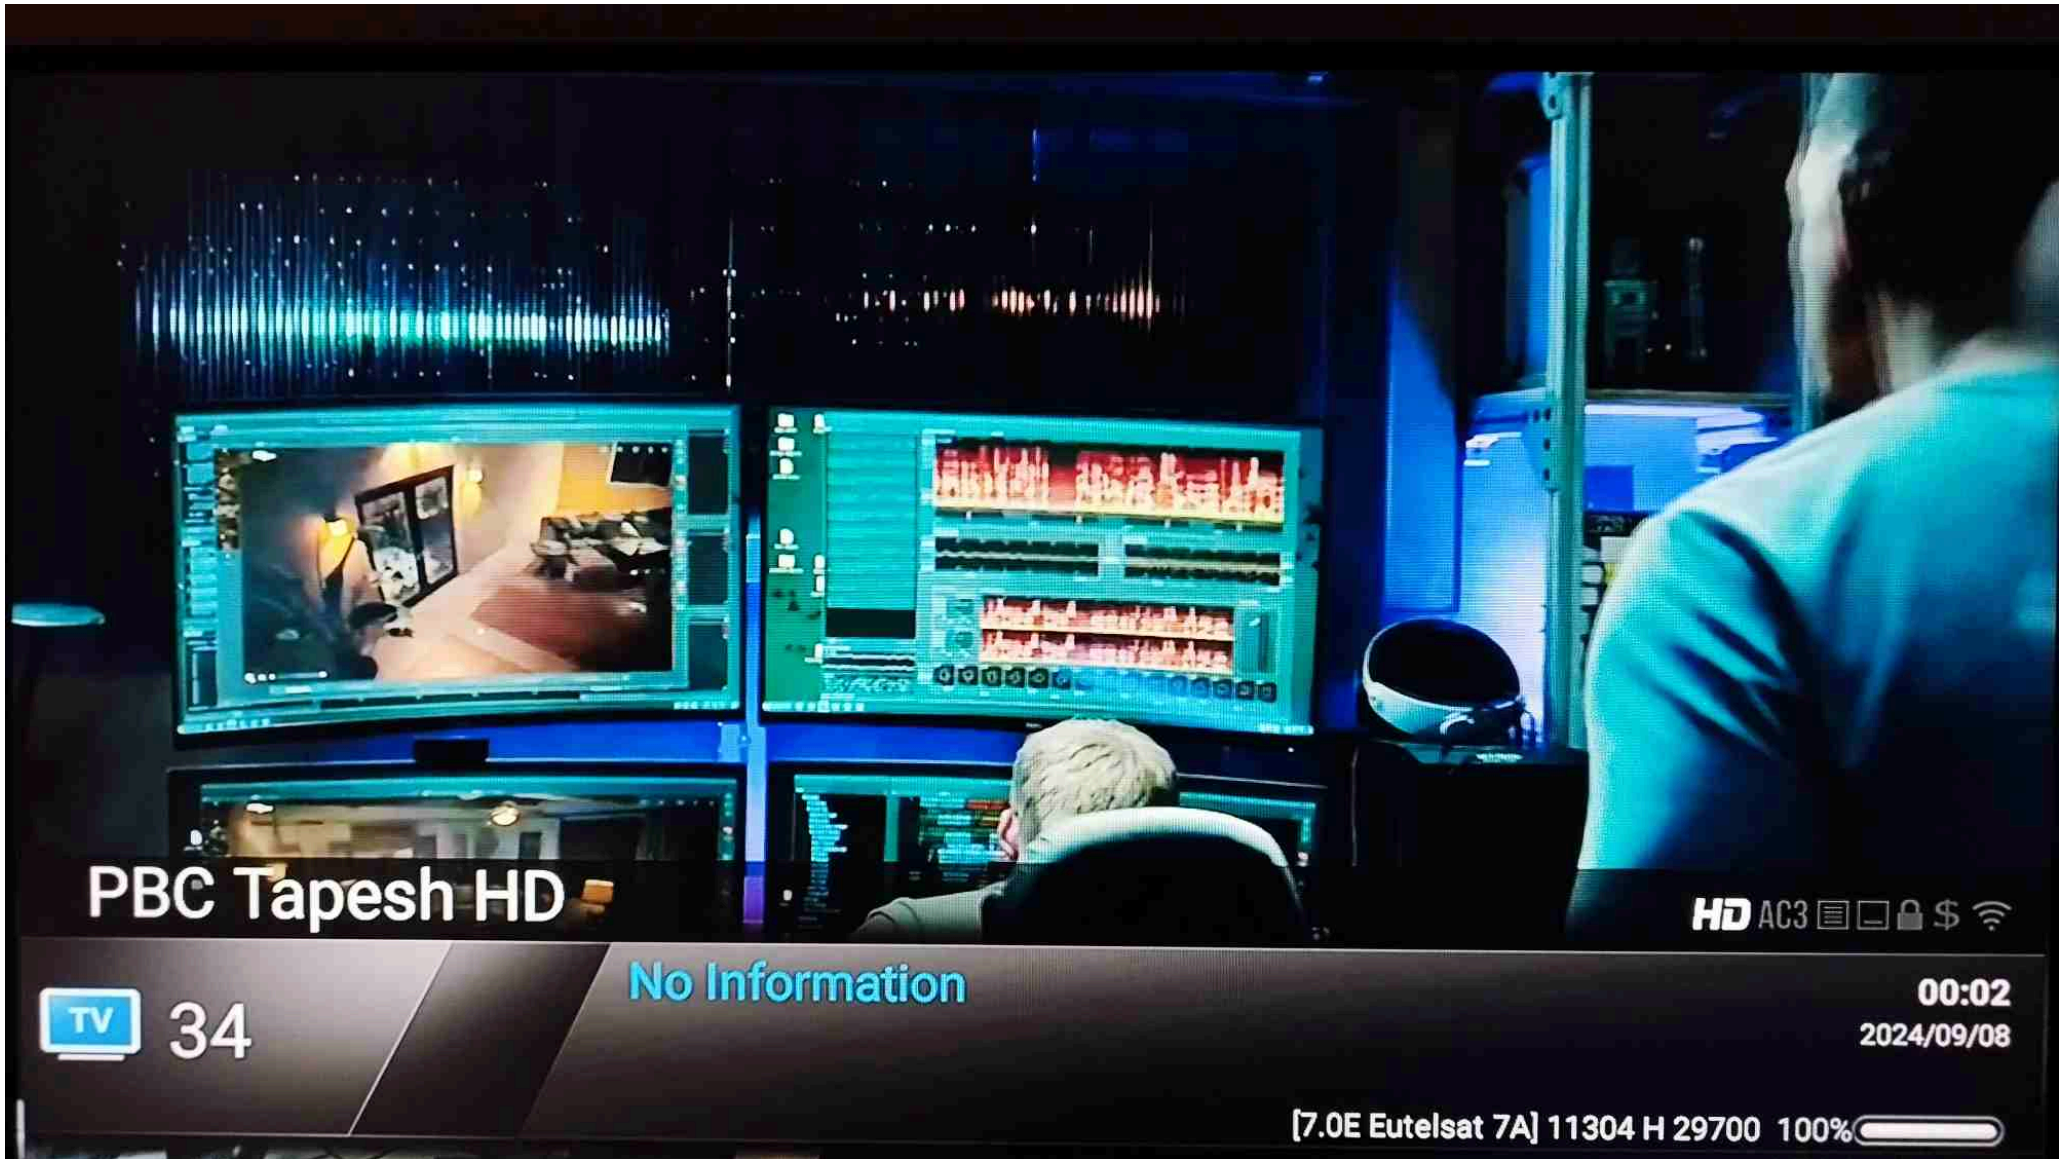 PBC Tapesh HD
HD AC3 $
TV 34
No Information
00:02
2024/09/08
[7.0E Eutelsat 7A] 11304 H 29700 100%